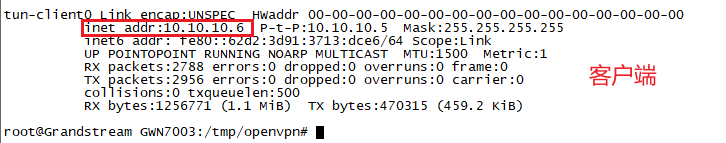 tun-client0 Link encap:UNSPEC HWaddr 00-00-00-00-00-00-00-00-00-00-00-00-00-00-00-00
inet addr:10.10.10.6 P-t-P:10.10.10.5 Mask:255.255.255.255
inet6 addr: fe80::62d2:3d91:3713:dce6/64 Scope:Link
UP POINTOPOINT RUNNING NOARP MULTICAST MTU:1500 Metric:1
RX packets:2788 errors:0 dropped:0 overruns:0 frame:0
TX packets:2956 errors:0 dropped:0 overruns:0 carrier:0
collisions:0 txqueuelen:500
RX bytes:1256771 (1.1 MiB) TX bytes:470315 (459.2 KiB)
客户端
root@Grandstream GWN7003:/tmp/openvpn#